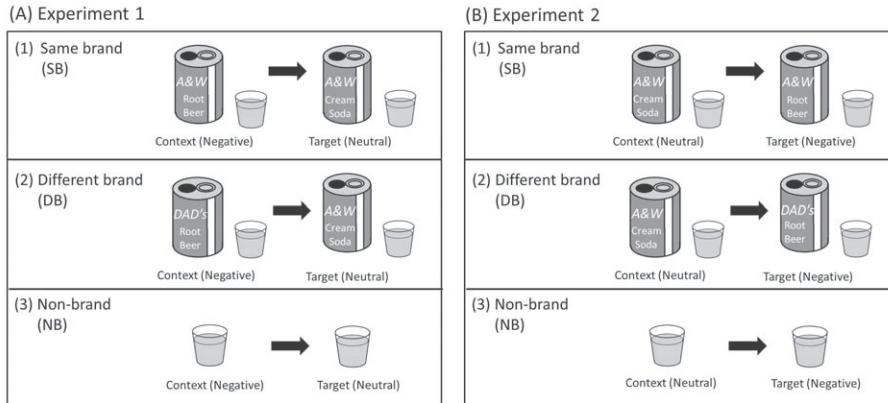 (A) Experiment 1
(1) Same brand
(SB)
A&W
Root
Beer
A&W
Cream
Soda
Context (Negative)
Target (Neutral)
(2) Different brand
(DB)
DAD's
Root
Beer
A&W
Cream
Soda
Context (Negative)
Target (Neutral)
(3) Non-brand
(NB)
Context (Negative)
Target (Neutral)
(B) Experiment 2
(1) Same brand
(SB)
A&W
Cream
Soda
A&W
Root
Beer
Context (Neutral)
Target (Negative)
(2) Different brand
(DB)
A&W
Cream
Soda
DAD's
Root
Beer
Context (Neutral)
Target (Negative)
(3) Non-brand
(NB)
Context (Neutral)
Target (Negative)